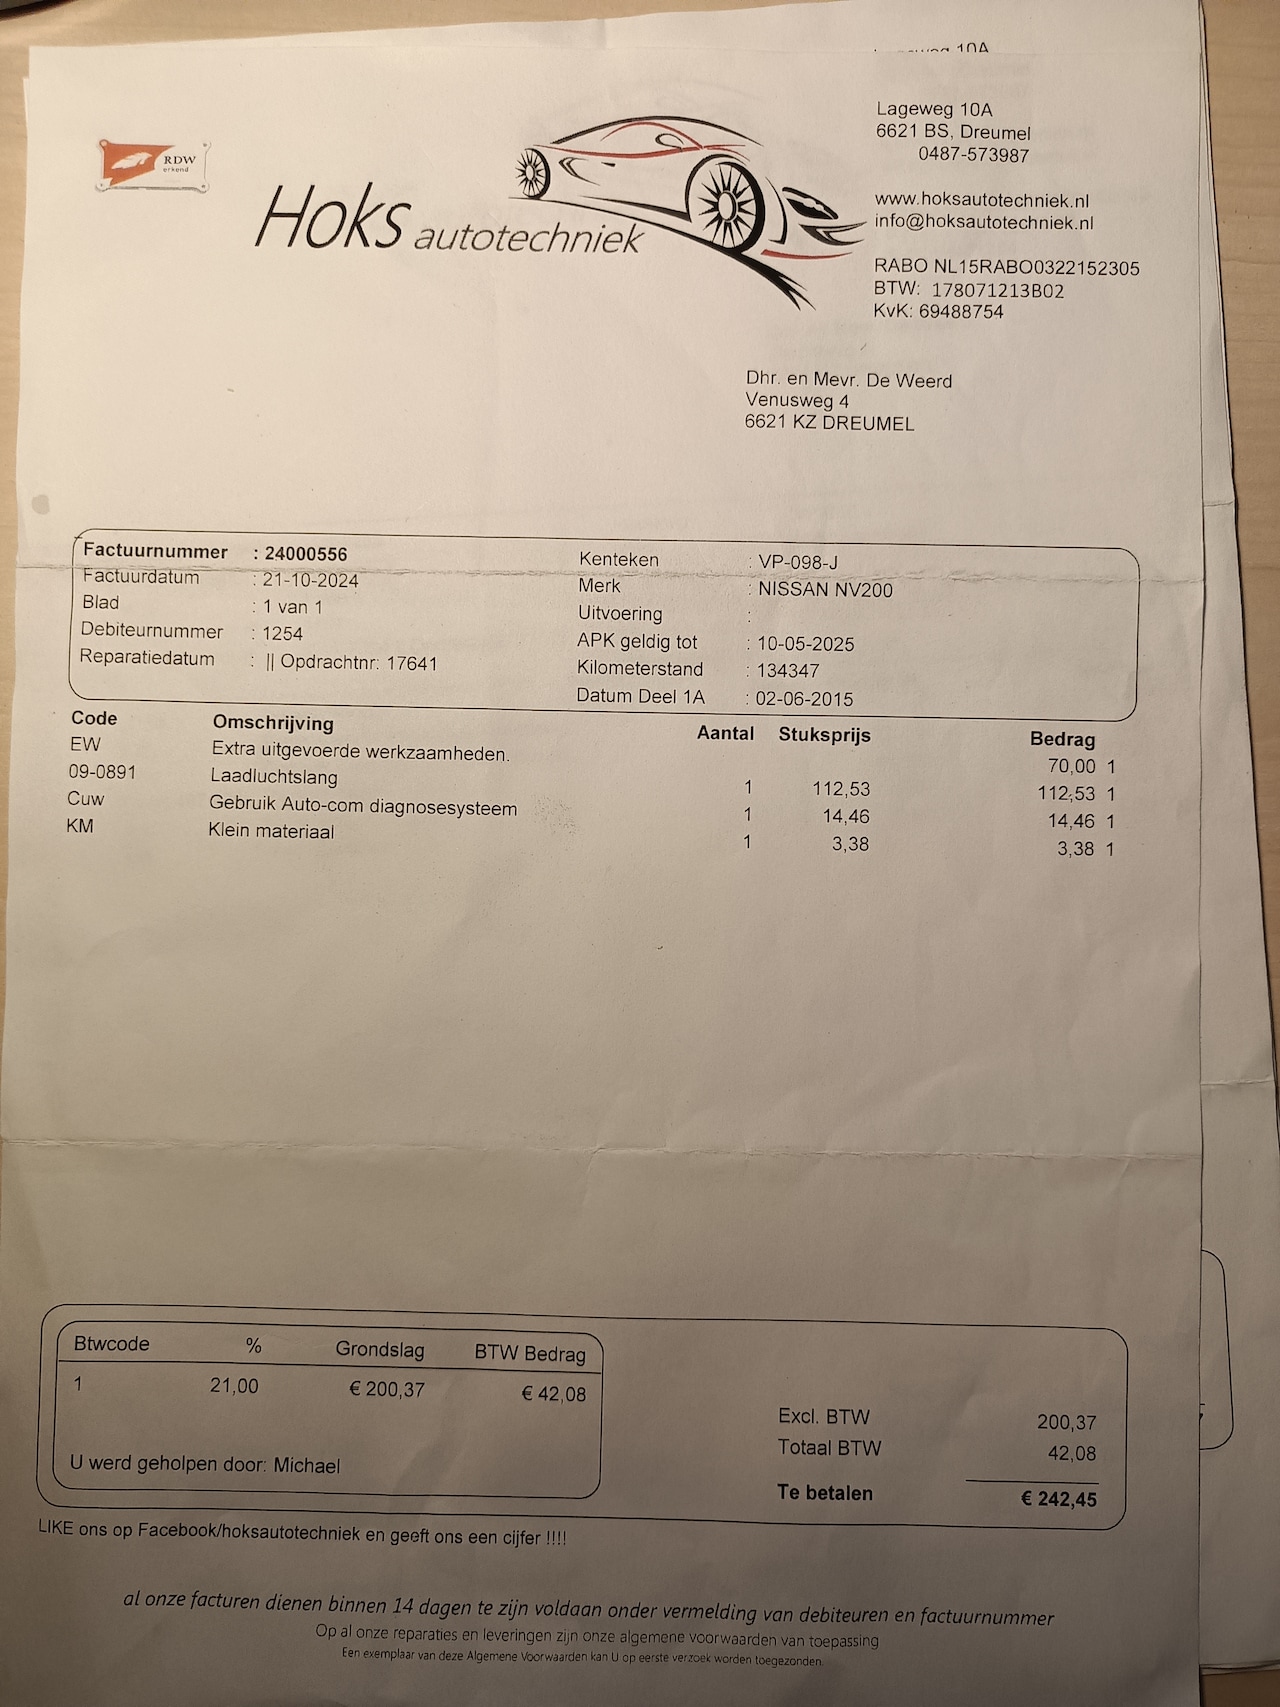 10A
RDW
erkend
Hoks autotechniek
Lageweg 10A
6621 BS, Dreumel
0487-573987
www.hoksautotechniek.nl
info@hoksautotechniek.nl
RABO NL15RABO0322152305
BTW: 178071213B02
KvK: 69488754
Dhr. en Mevr. De Weerd
Venusweg 4
6621 KZ DREUMEL
Factuurnummer : 24000556
Factuurdatum : 21-10-2024
Blad : 1 van 1
Debiteurnummer : 1254
Reparatiedatum : || Opdrachtnr: 17641
Kenteken : VP-098-J
Merk : NISSAN NV200
Uitvoering :
APK geldig tot : 10-05-2025
Kilometerstand : 134347
Datum Deel 1A : 02-06-2015
Code Omschrijving Aantal Stuksprijs Bedrag
EW Extra uitgevoerde werkzaamheden. 70,00 1
09-0891 Laadluchtslang 1 112,53 112,53 1
Cuw Gebruik Auto-com diagnosesysteem 1 14,46 14,46 1
KM Klein materiaal 1 3,38 3,38 1
Btwcode % Grondslag BTW Bedrag
1 21,00 € 200,37 € 42,08
U werd geholpen door: Michael
Excl. BTW 200,37
Totaal BTW 42,08
Te betalen € 242,45
LIKE ons op Facebook/hoksautotechniek en geeft ons een cijfer !!!!
al onze facturen dienen binnen 14 dagen te zijn voldaan onder vermelding van debiteuren en factuurnummer
Op al onze reparaties en leveringen zijn onze algemene voorwaarden van toepassing
Een exemplaar van deze Algemene Voorwaarden kan U op eerste verzoek worden toegezonden.